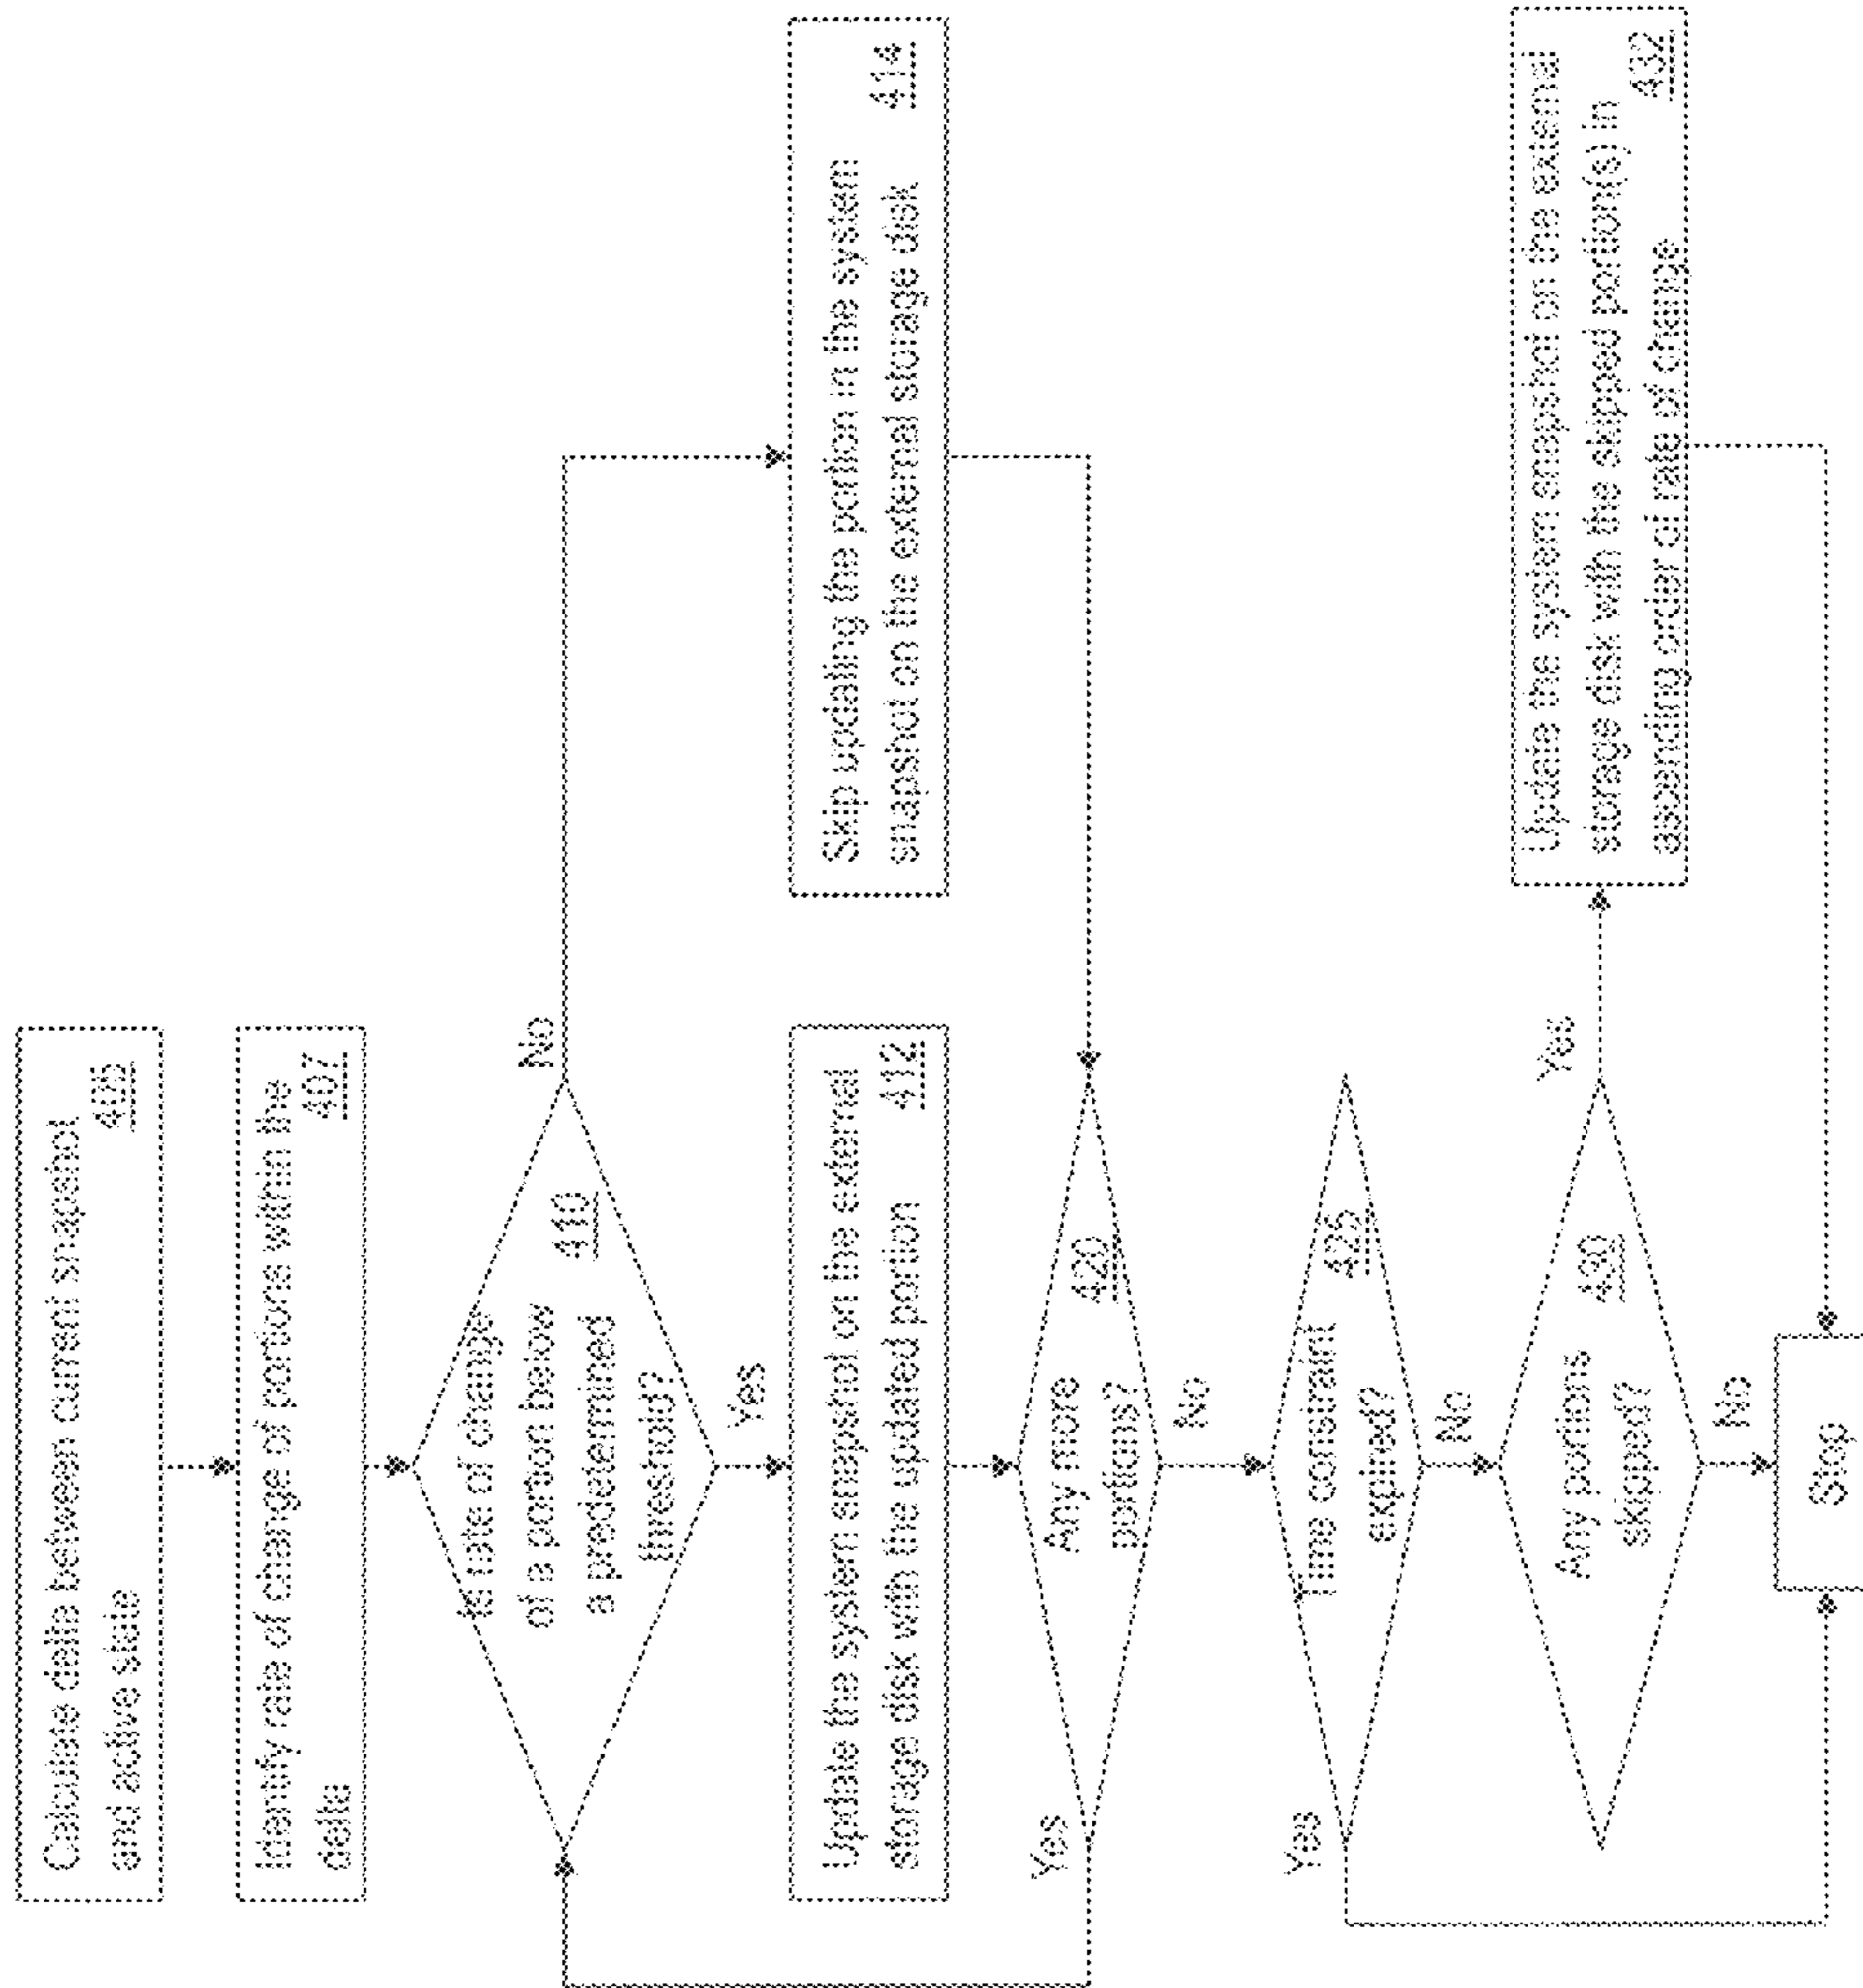 Calculate delta between current snapshot
and active state 405
Identify rate of change of portions within the
delta 407
Is rate of change
of a portion below
a predetermined
threshold?
410
No
Yes
Update the system snapshot on the external
storage disk with the updated portion 412
Skip updating the portion in the system
snapshot on the external storage disk 414
Any more
portions?
420
Yes
No
Time constraint
expired?
425
Yes
No
Any portions
skipped?
430
Yes
No
Update the system snapshot on the external
storage disk with the skipped portion(s) in
ascending order of rate of change 432
Stop